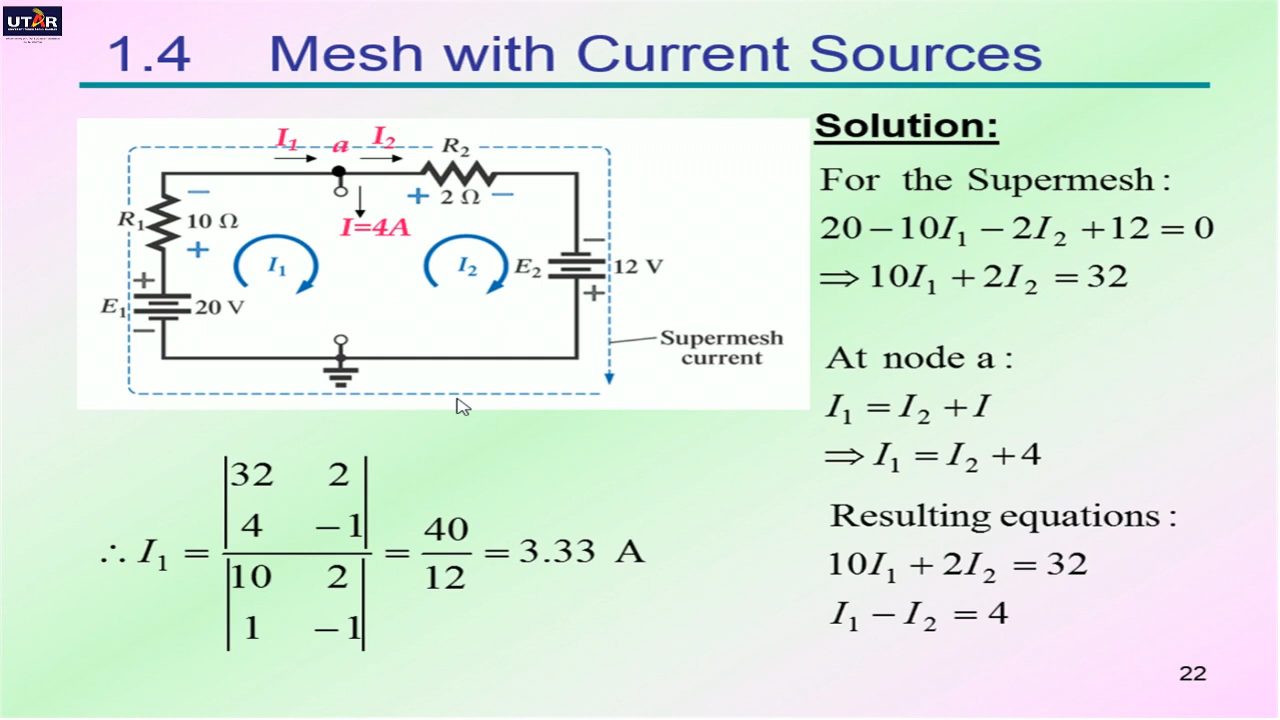 UTAR
1.4 Mesh with Current Sources
I₁ a I₂ R₂
+ 2 Ω −
I=4A
R₁ 10 Ω
−
+
I₁ I₂ E₂ 12 V
−
+
E₁ 20 V
+
−
Supermesh
current
Solution:
For the Supermesh :
20 − 10I₁ − 2I₂ + 12 = 0
⇒ 10I₁ + 2I₂ = 32
At node a :
I₁ = I₂ + I
⇒ I₁ = I₂ + 4
Resulting equations :
10I₁ + 2I₂ = 32
I₁ − I₂ = 4
|32 2|
|4 −1|
∴ I₁ = = 40/12 = 3.33 A
|10 2|
|1 −1|
22